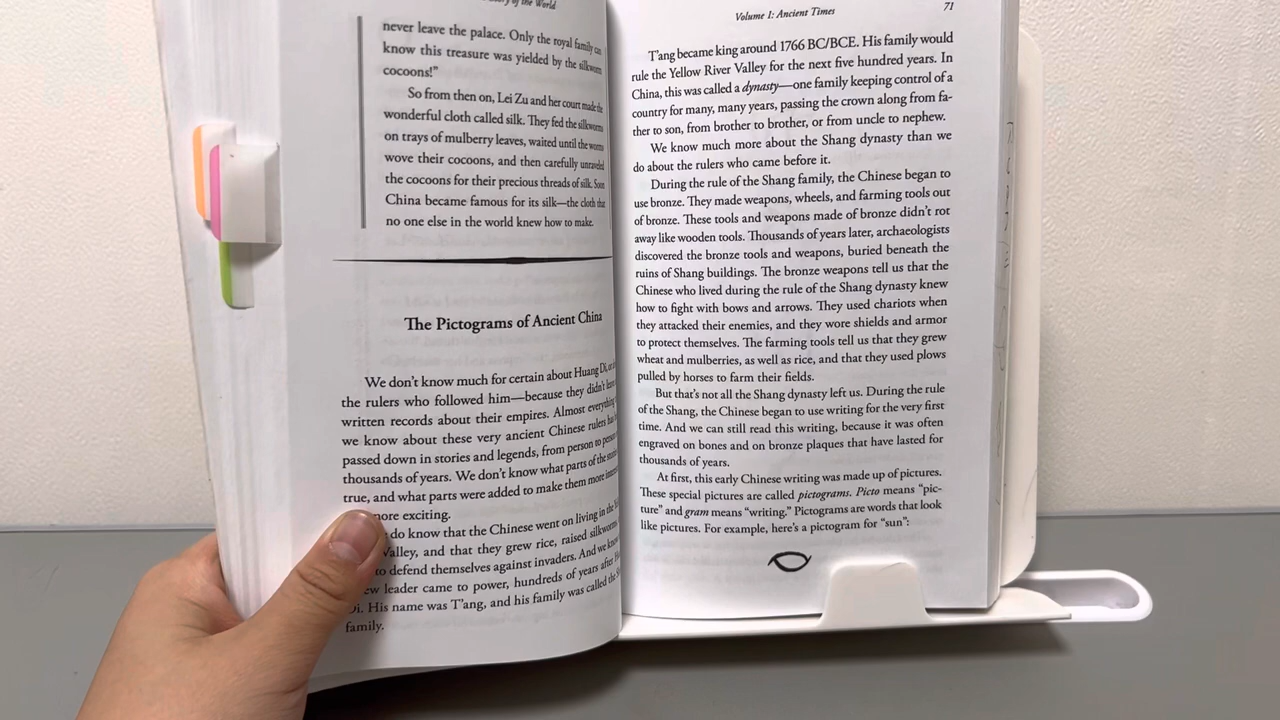 of the World
never leave the palace. Only the royal family can
know this treasure was yielded by the silkworm
cocoons!”
So from then on, Lei Zu and her court made the
wonderful cloth called silk. They fed the silkworms
on trays of mulberry leaves, waited until the worms
wove their cocoons, and then carefully unraveled
the cocoons for their precious threads of silk. Soon
China became famous for its silk—the cloth that
no one else in the world knew how to make.
The Pictograms of Ancient China
We don’t know much for certain about Huang Di,
the rulers who followed him—because they didn’t
written records about their empires. Almost everything
we know about these very ancient Chinese rulers
passed down in stories and legends, from person to person
thousands of years. We don’t know what parts of the
true, and what parts were added to make them more
more exciting.
do know that the Chinese went on living in the
Valley, and that they grew rice, raised silkworms
to defend themselves against invaders. And we know
leader came to power, hundreds of years after
Di. His name was T’ang, and his family was called the
family.
Volume 1: Ancient Times 71
T’ang became king around 1766 BC/BCE. His family would
rule the Yellow River Valley for the next five hundred years. In
China, this was called a dynasty—one family keeping control of a
country for many, many years, passing the crown along from fa-
ther to son, from brother to brother, or from uncle to nephew.
We know much more about the Shang dynasty than we
do about the rulers who came before it.
During the rule of the Shang family, the Chinese began to
use bronze. They made weapons, wheels, and farming tools out
of bronze. These tools and weapons made of bronze didn’t rot
away like wooden tools. Thousands of years later, archaeologists
discovered the bronze tools and weapons, buried beneath the
ruins of Shang buildings. The bronze weapons tell us that the
Chinese who lived during the rule of the Shang dynasty knew
how to fight with bows and arrows. They used chariots when
they attacked their enemies, and they wore shields and armor
to protect themselves. The farming tools tell us that they grew
wheat and mulberries, as well as rice, and that they used plows
pulled by horses to farm their fields.
But that’s not all the Shang dynasty left us. During the rule
of the Shang, the Chinese began to use writing for the very first
time. And we can still read this writing, because it was often
engraved on bones and on bronze plaques that have lasted for
thousands of years.
At first, this early Chinese writing was made up of pictures.
These special pictures are called pictograms. Picto means “pic-
ture” and gram means “writing.” Pictograms are words that look
like pictures. For example, here’s a pictogram for “sun”: